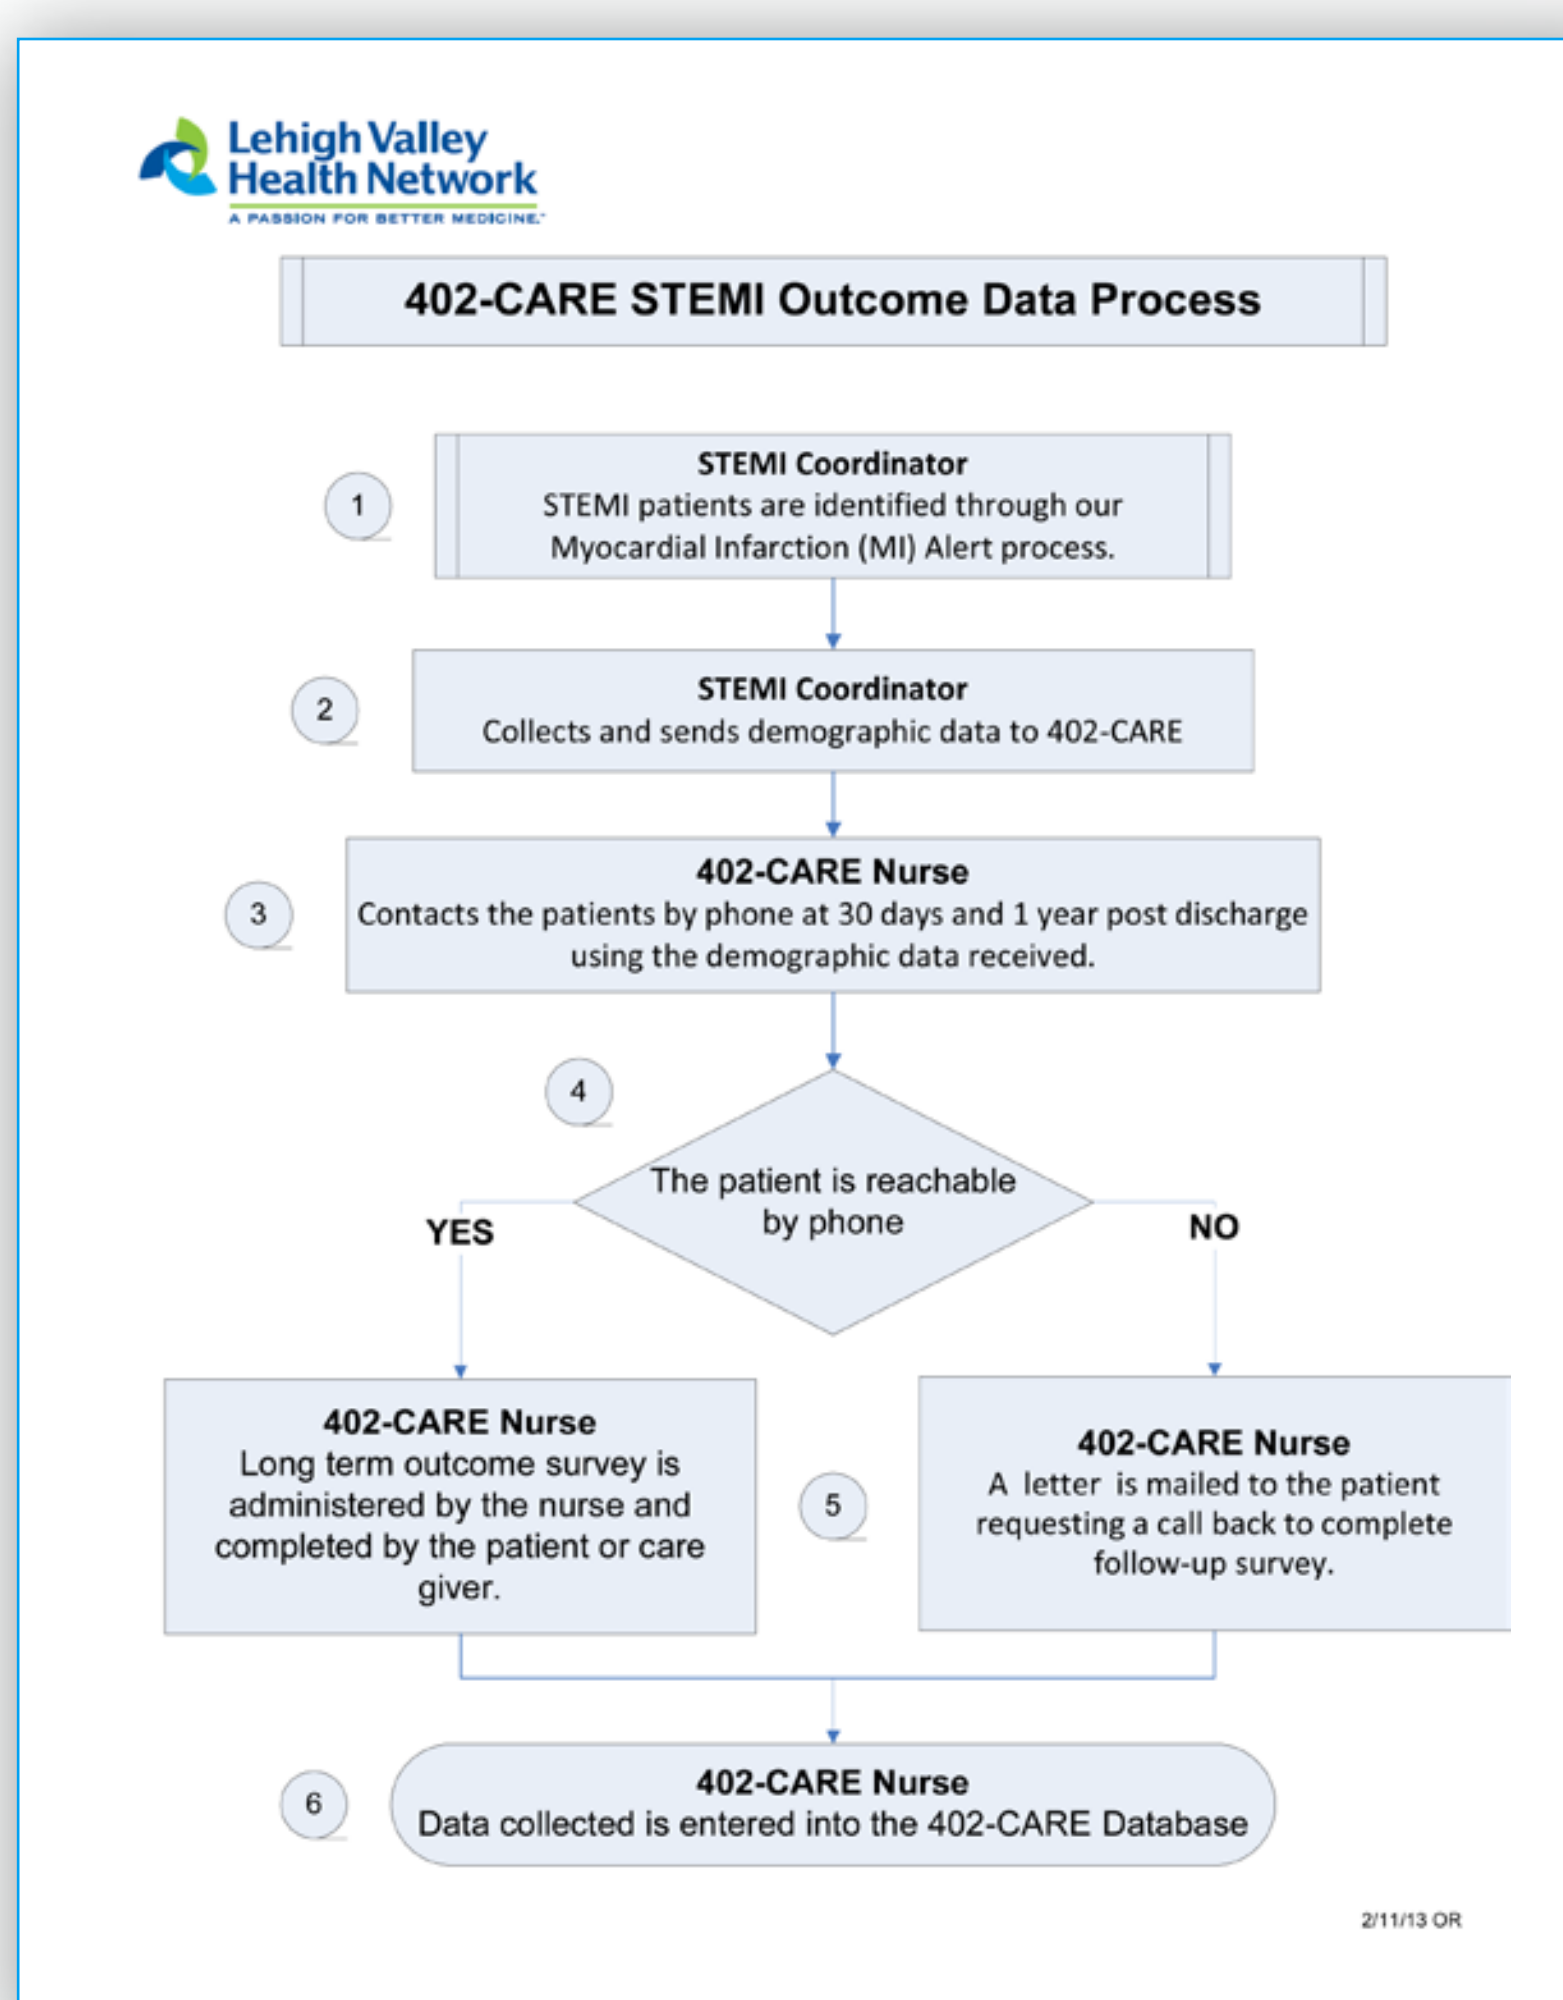 Lehigh Valley
Health Network
A PASSION FOR BETTER MEDICINE.™
402-CARE STEMI Outcome Data Process
1
STEMI Coordinator
STEMI patients are identified through our
Myocardial Infarction (MI) Alert process.
2
STEMI Coordinator
Collects and sends demographic data to 402-CARE
3
402-CARE Nurse
Contacts the patients by phone at 30 days and 1 year post discharge
using the demographic data received.
4
The patient is reachable
by phone
YES
NO
402-CARE Nurse
Long term outcome survey is
administered by the nurse and
completed by the patient or care
giver.
5
402-CARE Nurse
A letter is mailed to the patient
requesting a call back to complete
follow-up survey.
6
402-CARE Nurse
Data collected is entered into the 402-CARE Database
2/11/13 OR